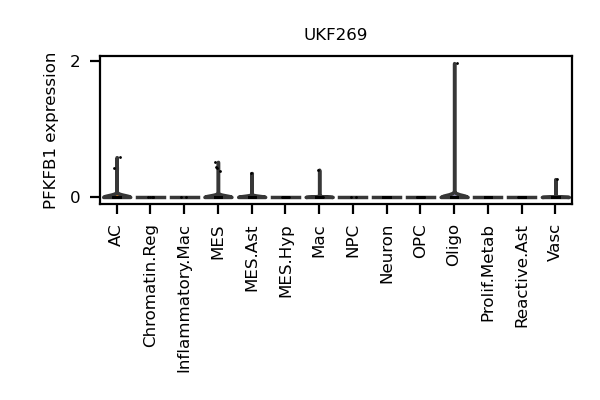 UKF269
PFKFB1 expression
2
0
AC
Chromatin.Reg
Inflammatory.Mac
MES
MES.Ast
MES.Hyp
Mac
NPC
Neuron
OPC
Oligo
Prolif.Metab
Reactive.Ast
Vasc